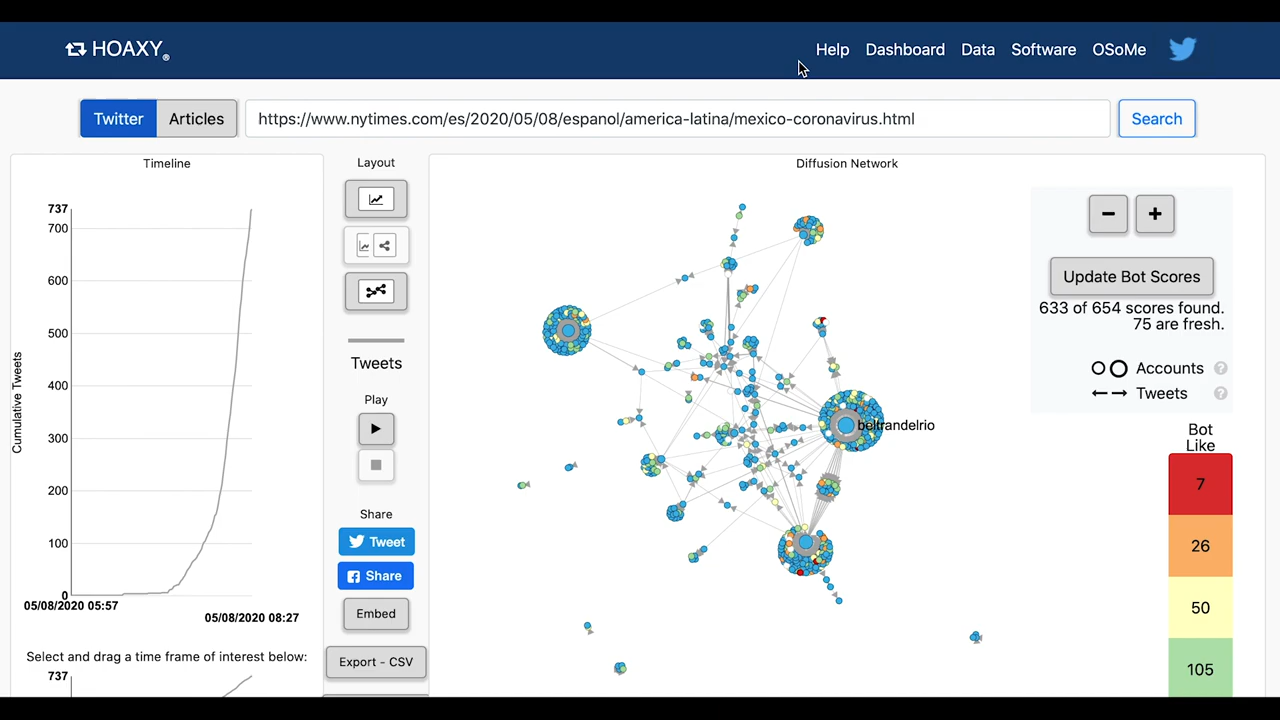 HOAXY®
Help Dashboard Data Software OSoMe
Twitter Articles https://www.nytimes.com/es/2020/05/08/espanol/america-latina/mexico-coronavirus.html Search
Timeline
737
700
600
500
400
300
200
100
0
Cumulative Tweets
05/08/2020 05:57
05/08/2020 08:27
Select and drag a time frame of interest below:
737
Layout
Tweets
Play
Share
Tweet
Share
Embed
Export - CSV
Diffusion Network
beltrandelrio
− +
Update Bot Scores
633 of 654 scores found.
75 are fresh.
Accounts ?
Tweets ?
Bot
Like
7
26
50
105